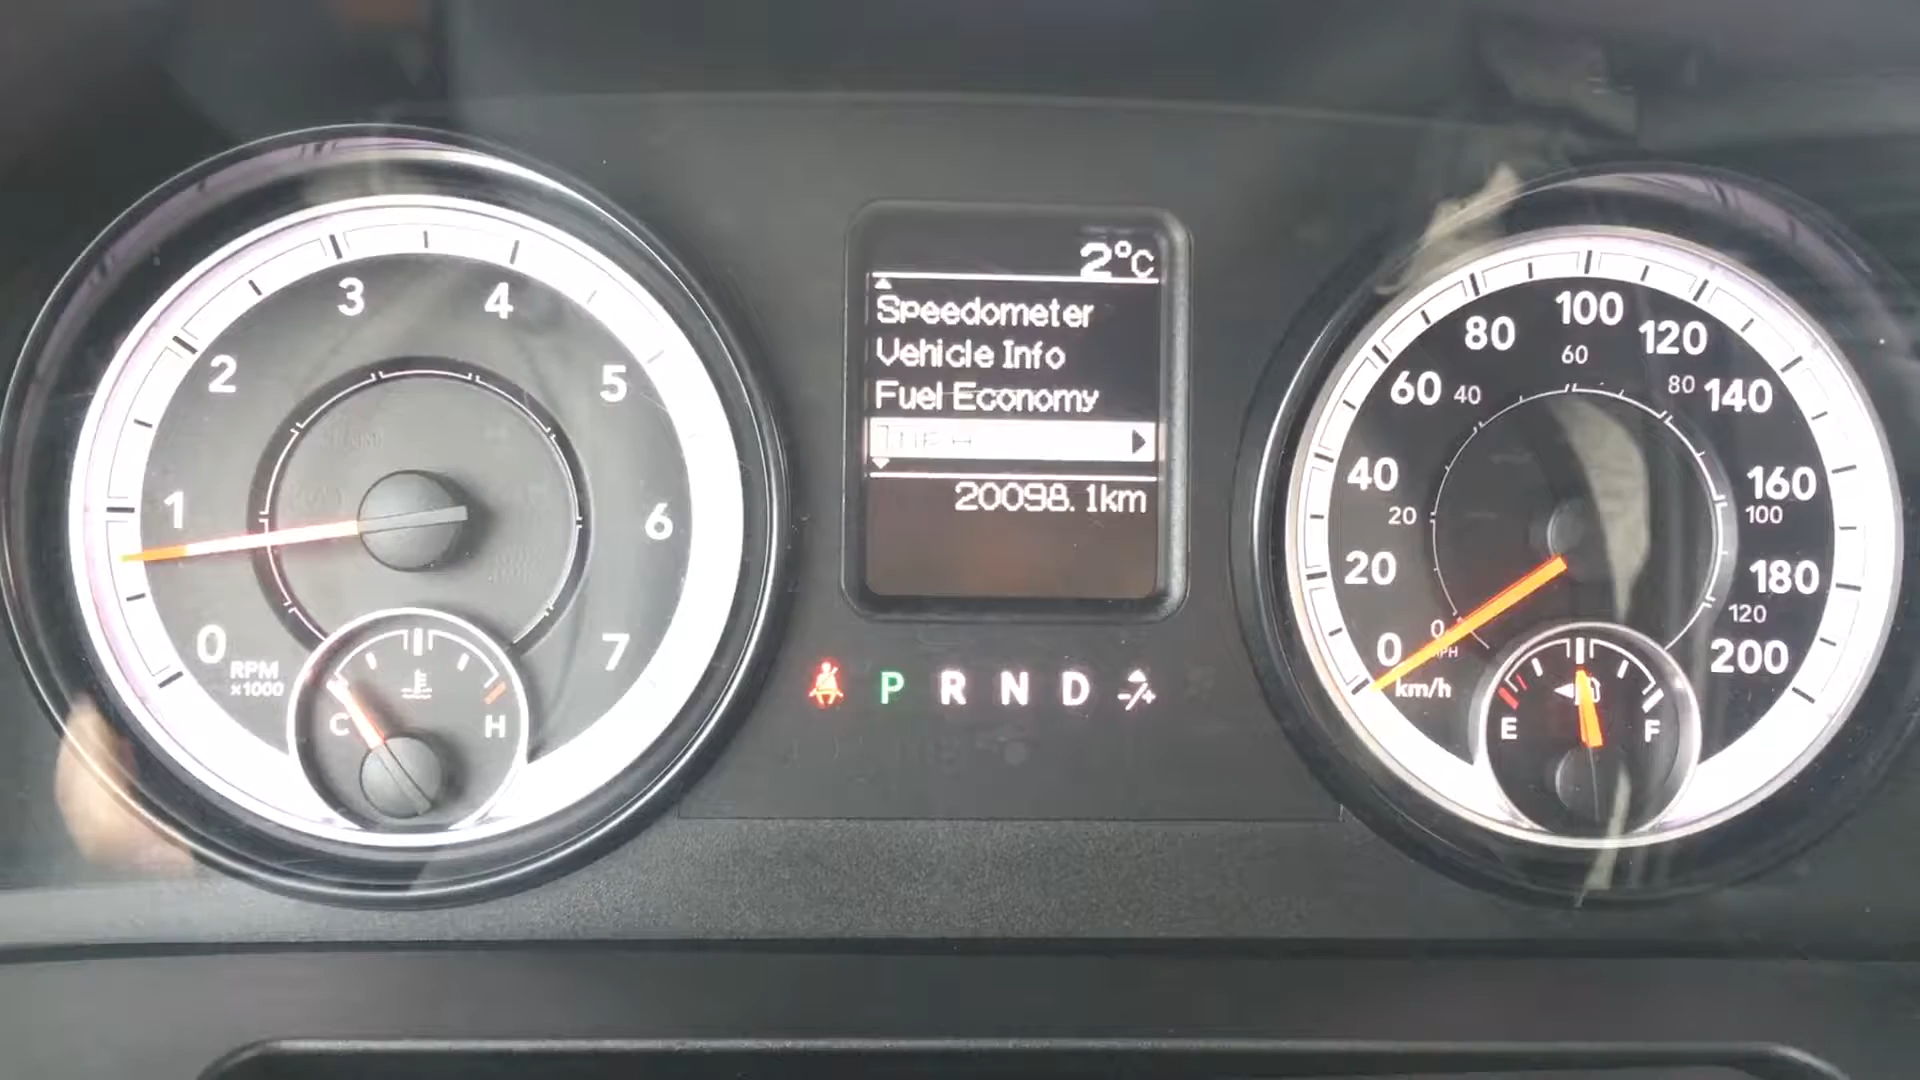 3
4
2
5
1
6
0
7
RPM
x1000
C
H
2°C
Speedometer
Vehicle Info
Fuel Economy
20098.1km
P R N D -/+
100
80
120
60
60
40
80
140
40
160
20
100
20
180
0
120
0
MPH
200
km/h
E
F